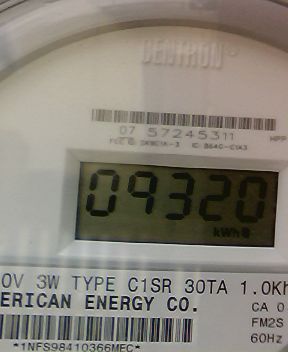 CENTRON
07 57245311
09320
kWh
0V 3W TYPE C1SR 30TA 1.0Kh
ERICAN ENERGY CO.
CA 0
FM2S
60Hz
*1NFS98410366MEC*